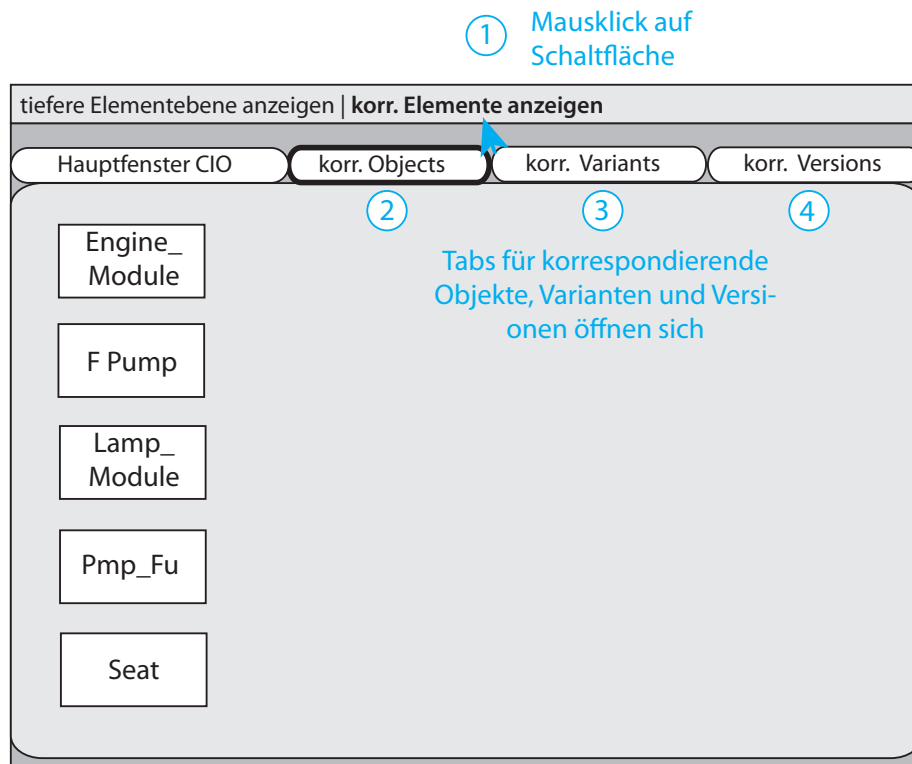 1
Mausklick auf
Schaltfläche
tiefere Elementebene anzeigen | korr. Elemente anzeigen
Hauptfenster CIO korr. Objects korr. Variants korr. Versions
2 3 4
Tabs für korrespondierende
Objekte, Varianten und Versi-
onen öffnen sich
Engine_
Module
F Pump
Lamp_
Module
Pmp_Fu
Seat